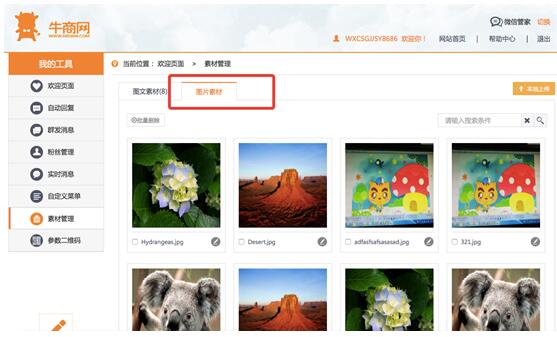 牛商网
WWW.NIUSHW.COM
微信管家 切换
WXCSGJJSY8686 欢迎你！ 网站首页 | 帮助中心 | 退出
我的工具
当前位置： 欢迎页面 > 素材管理
欢迎页面
自动回复
群发消息
粉丝管理
实时消息
自定义菜单
素材管理
参数二维码
图文素材(8)
图片素材
本地上传
批量删除
请输入搜索条件
Hydrangeas.jpg
Desert.jpg
adfasfsafsasasad.jpg
321.jpg